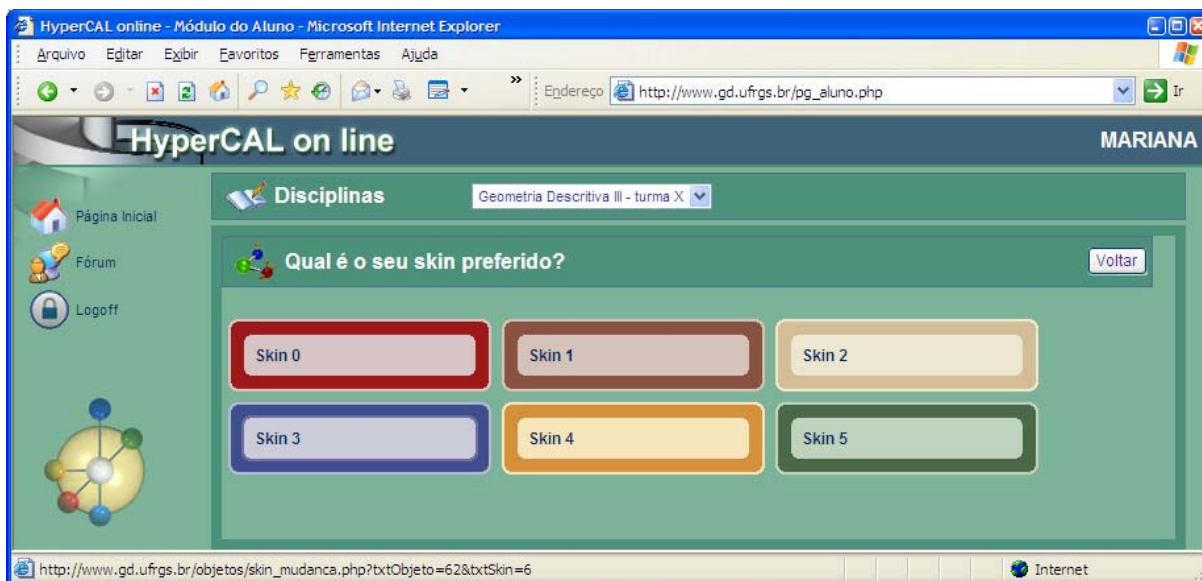 HyperCAL online - Módulo do Aluno - Microsoft Internet Explorer
Arquivo Editar Exibir Favoritos Ferramentas Ajuda
» Endereço http://www.gd.ufrgs.br/pg_aluno.php Ir
HyperCAL on line MARIANA
Disciplinas Geometria Descritiva III - turma X
Página Inicial
Fórum
Logoff
Qual é o seu skin preferido? Voltar
Skin 0 Skin 1 Skin 2
Skin 3 Skin 4 Skin 5
http://www.gd.ufrgs.br/objetos/skin_mudanca.php?txtObjeto=62&txtSkin=6 Internet